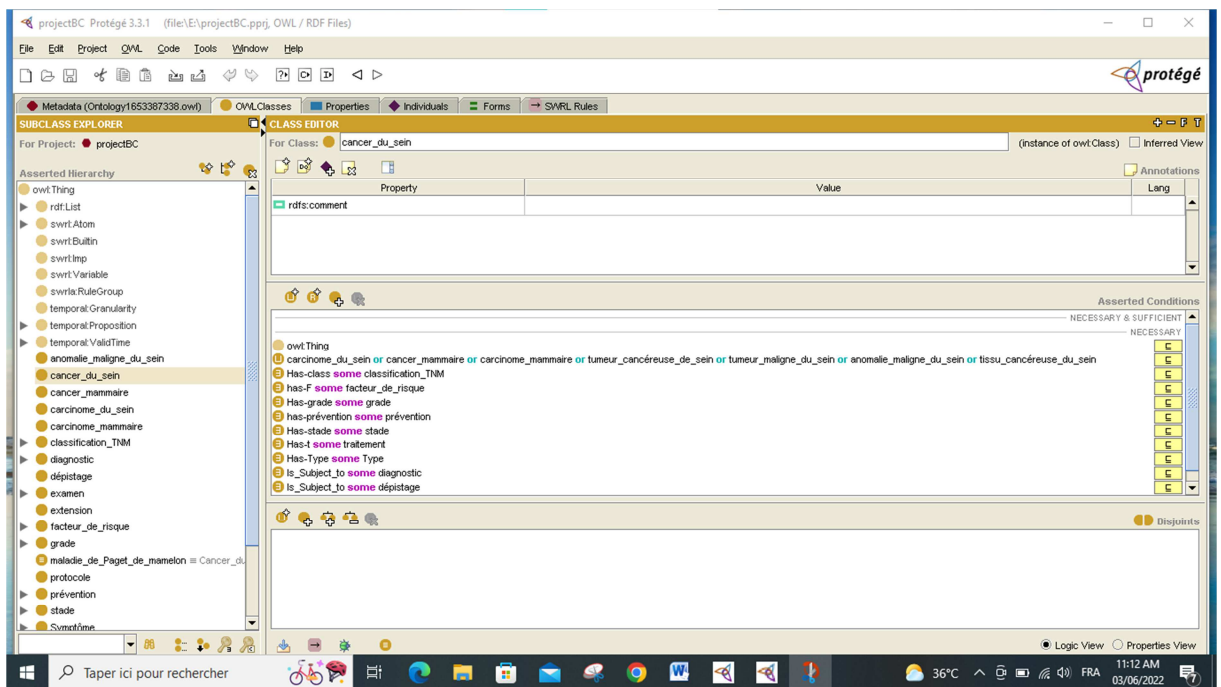 projectBC Protégé 3.3.1 (file:\E:\projectBC.pprj, OWL / RDF Files)
File Edit Project OWL Code Tools Window Help
protégé
Metadata (Ontology1653387338.owl) OWLClasses Properties Individuals Forms SWRL Rules
SUBCLASS EXPLORER
For Project: projectBC
Asserted Hierarchy
owl:Thing
rdf:List
swrl:Atom
swrl:Builtin
swrl:Imp
swrl:Variable
swrla:RuleGroup
temporal:Granularity
temporal:Proposition
temporal:ValidTime
anomalie_maligne_du_sein
cancer_du_sein
cancer_mammaire
carcinome_du_sein
carcinome_mammaire
classification_TNM
diagnostic
dépistage
examen
extension
facteur_de_risque
grade
maladie_de_Paget_de_mamelon ≡ Cancer_du
protocole
prévention
stade
Symptôme
CLASS EDITOR
For Class: cancer_du_sein (instance of owl:Class) Inferred View
Annotations
Property Value Lang
rdfs:comment
Asserted Conditions
NECESSARY & SUFFICIENT
NECESSARY
owl:Thing
carcinome_du_sein or cancer_mammaire or carcinome_mammaire or tumeur_cancéreuse_de_sein or tumeur_maligne_du_sein or anomalie_maligne_du_sein or tissu_cancéreuse_du_sein
Has-class some classification_TNM
has-F some facteur_de_risque
Has-grade some grade
has-prévention some prévention
Has-stade some stade
Has-t some traitement
Has-Type some Type
Is_Subject_to some diagnostic
Is_Subject_to some dépistage
Disjoints
Logic View Properties View
Taper ici pour rechercher
36°C
FRA
11:12 AM
03/06/2022
7